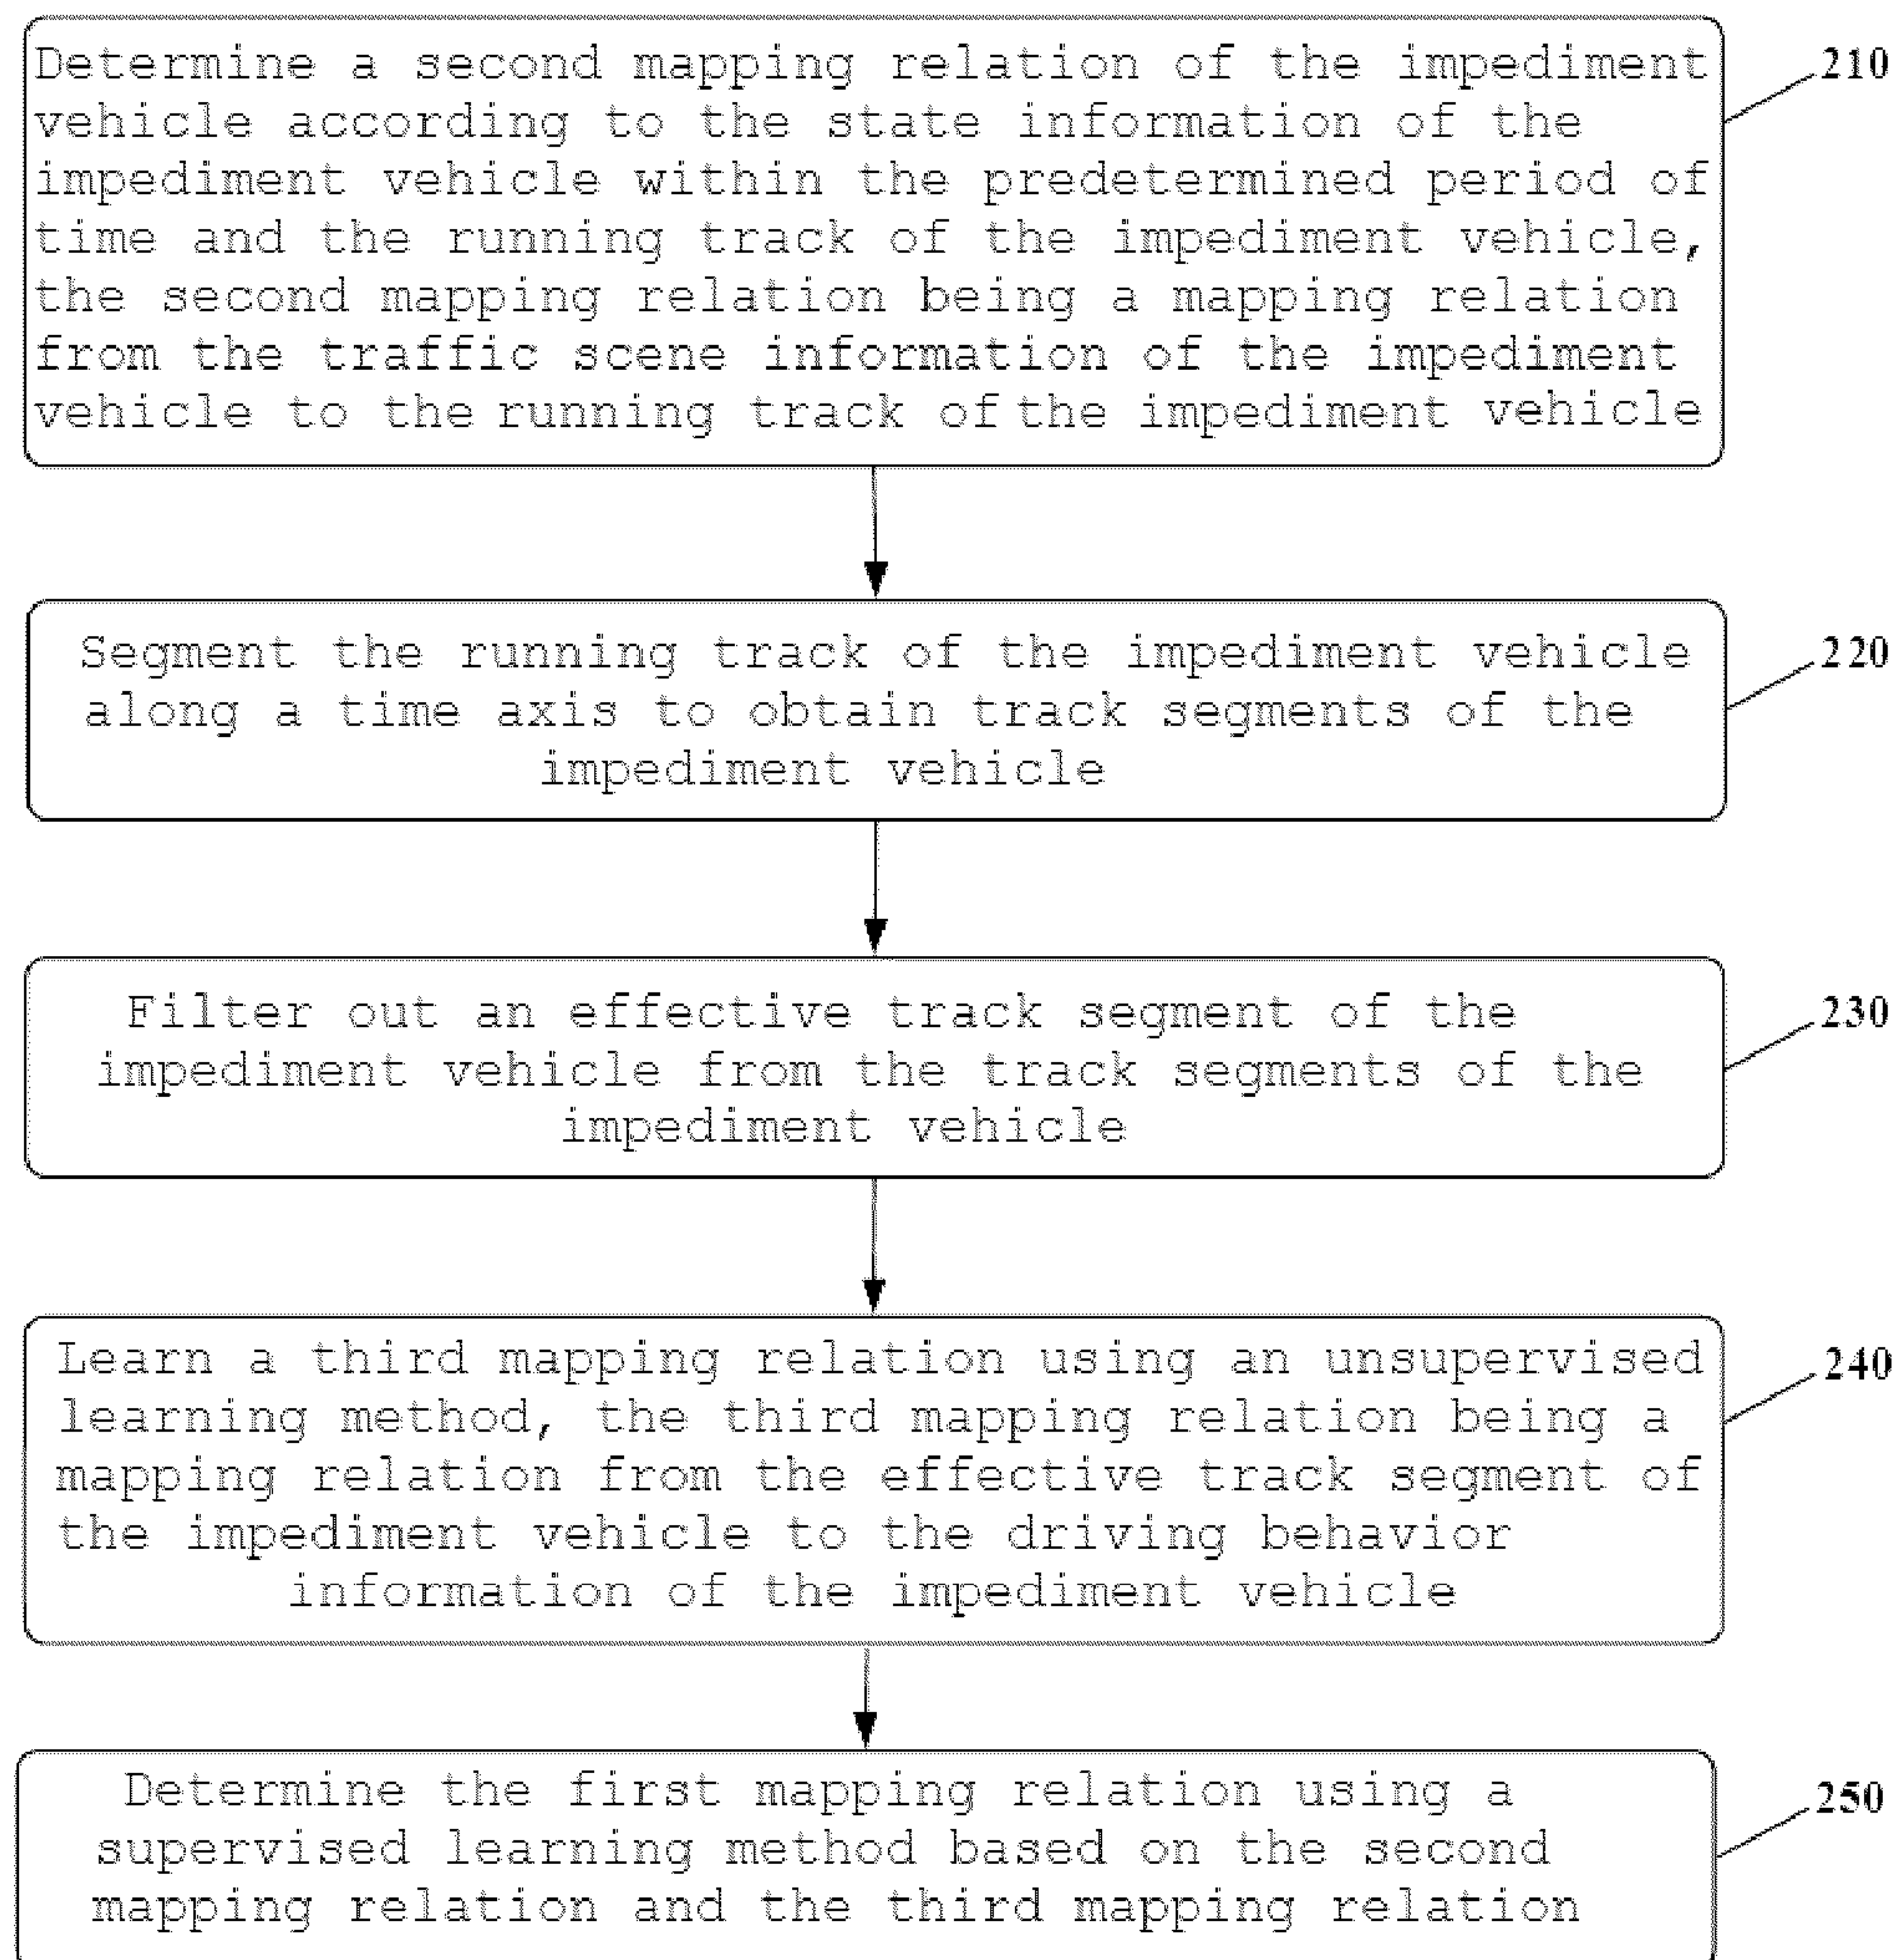 Determine a second mapping relation of the impediment
vehicle according to the state information of the
impediment vehicle within the predetermined period of
time and the running track of the impediment vehicle,
the second mapping relation being a mapping relation
from the traffic scene information of the impediment
vehicle to the running track of the impediment vehicle
210
Segment the running track of the impediment vehicle
along a time axis to obtain track segments of the
impediment vehicle
220
Filter out an effective track segment of the
impediment vehicle from the track segments of the
impediment vehicle
230
Learn a third mapping relation using an unsupervised
learning method, the third mapping relation being a
mapping relation from the effective track segment of
the impediment vehicle to the driving behavior
information of the impediment vehicle
240
Determine the first mapping relation using a
supervised learning method based on the second
mapping relation and the third mapping relation
250